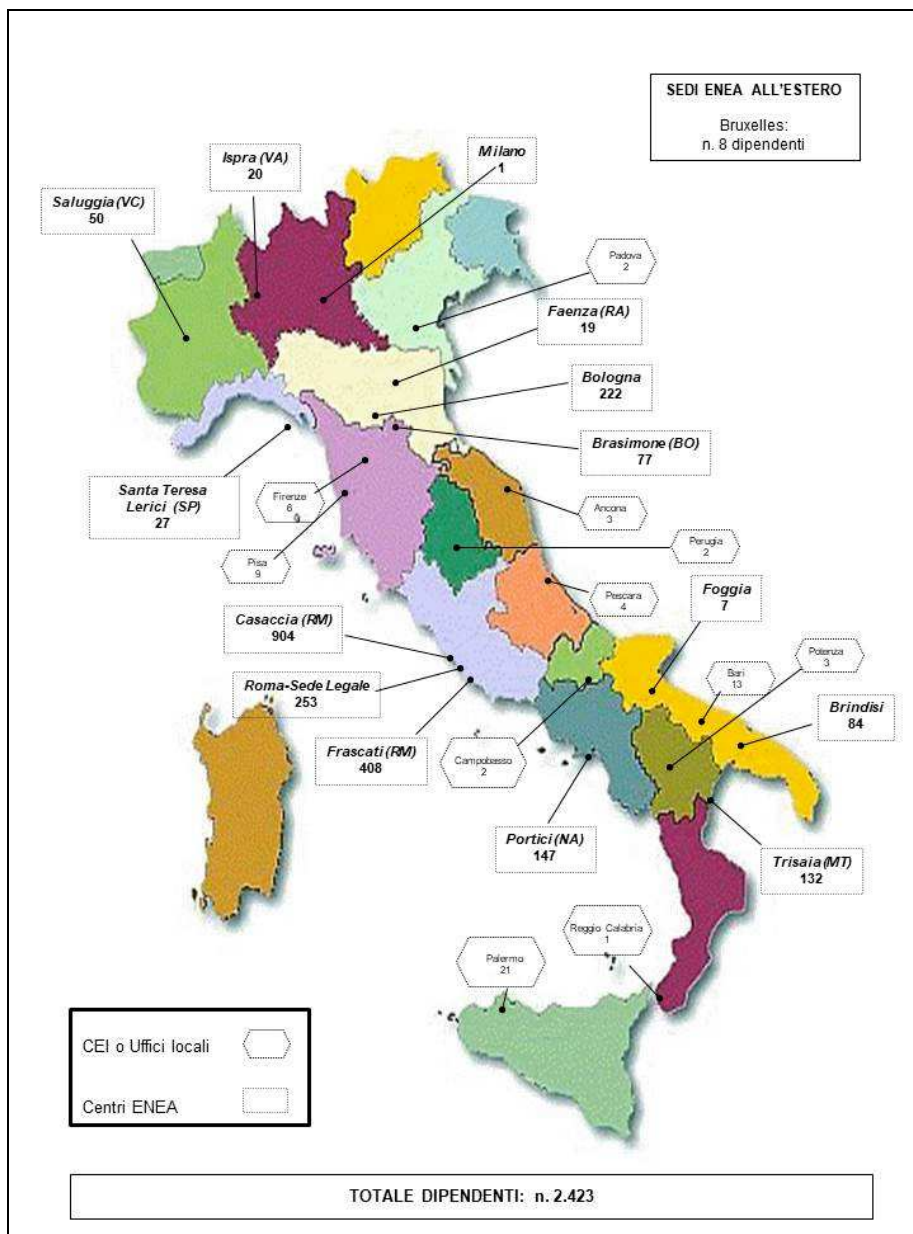 SEDI ENEA ALL'ESTERO
Bruxelles:
n. 8 dipendenti
Ispra (VA)
20
Milano
1
Saluggia (VC)
50
Padova
2
Faenza (RA)
19
Bologna
222
Brasimone (BO)
77
Santa Teresa
Lerici (SP)
27
Firenze
6
9
Ancona
3
Pisa
9
Perugia
2
Pescara
4
Foggia
7
Casaccia (RM)
904
Roma-Sede Legale
253
Frascati (RM)
408
Bari
13
Potenza
3
Brindisi
84
Campobasso
2
Portici (NA)
147
Trisaia (MT)
132
Reggio Calabria
1
Palermo
21
CEI o Uffici locali
Centri ENEA
TOTALE DIPENDENTI: n. 2.423